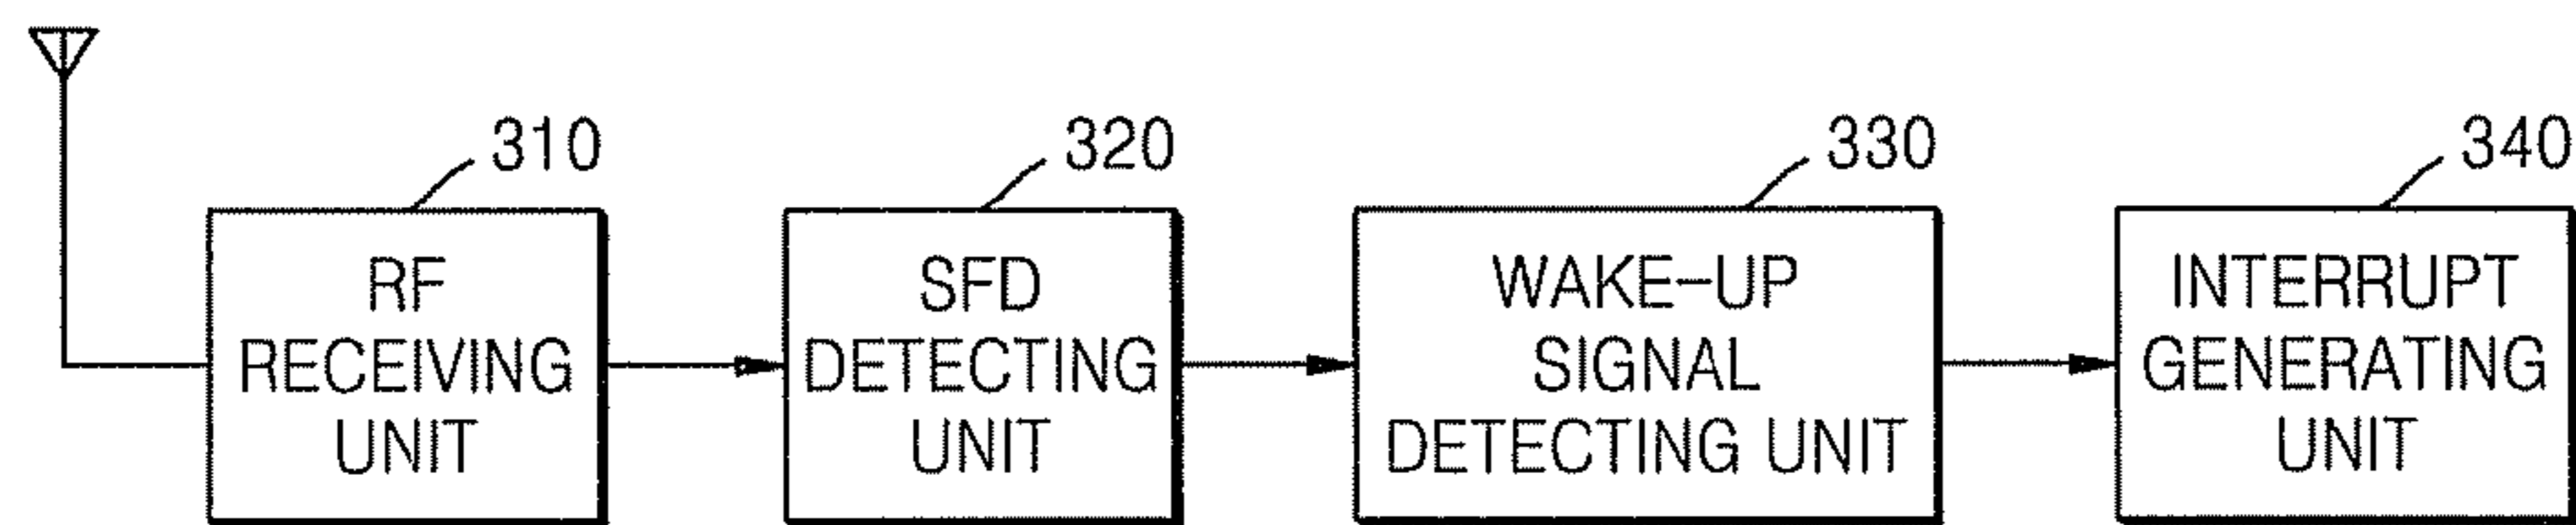 310
320
330
340
RF
RECEIVING
UNIT
SFD
DETECTING
UNIT
WAKE-UP
SIGNAL
DETECTING UNIT
INTERRUPT
GENERATING
UNIT